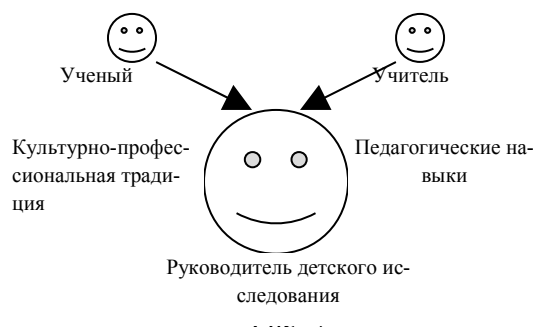 Ученый
Учитель
Культурно-профес-
сиональная тради-
ция
Педагогические на-
выки
Руководитель детского ис-
следования